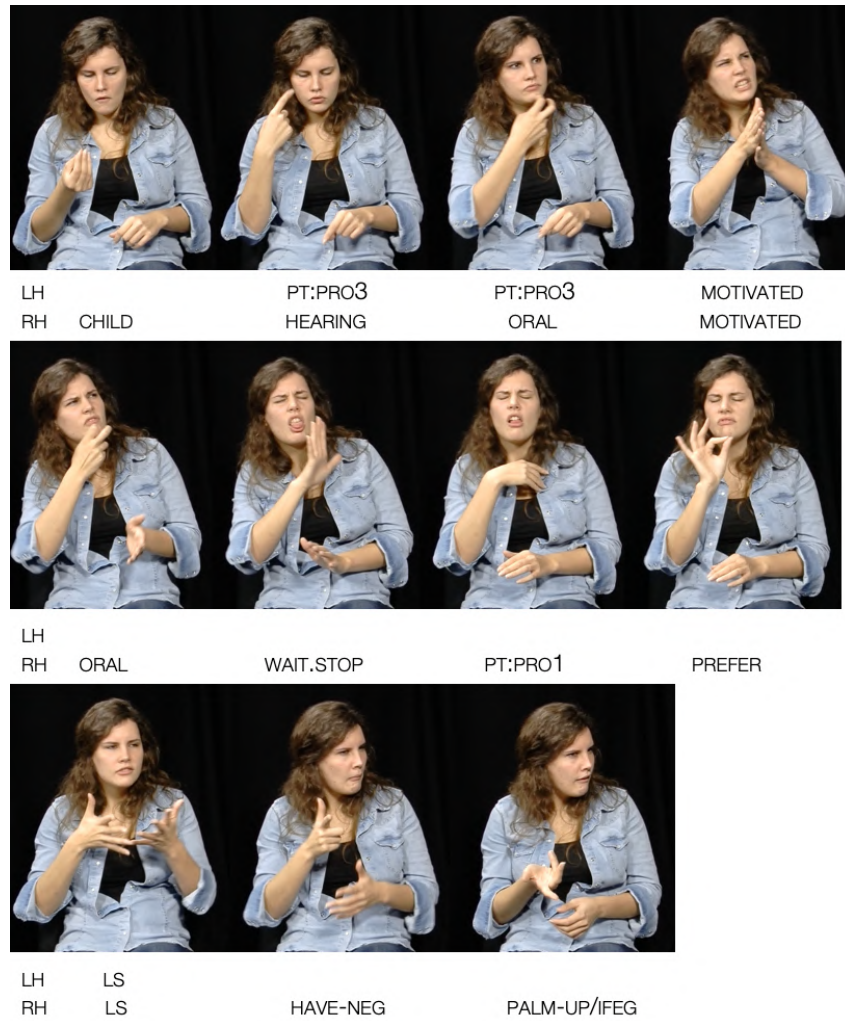 LH PT:PRO3 PT:PRO3 MOTIVATED
RH CHILD HEARING ORAL MOTIVATED
LH
RH ORAL WAIT.STOP PT:PRO1 PREFER
LH LS
RH LS HAVE-NEG PALM-UP/IFEG